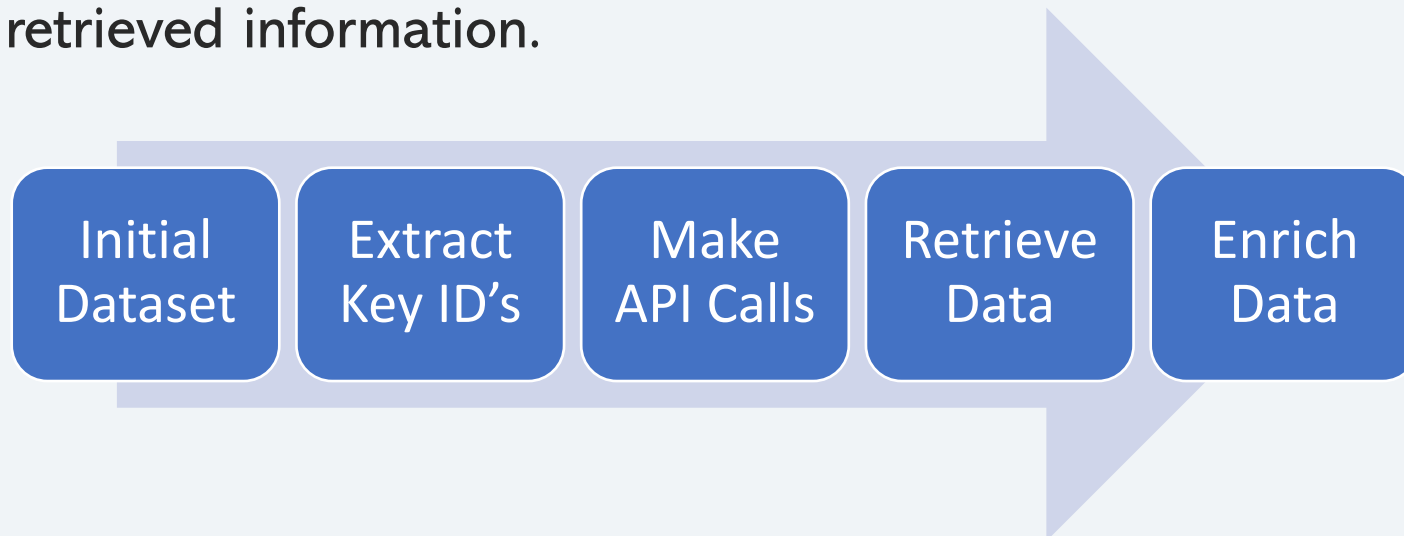 retrieved information.
Initial
Dataset
Extract
Key ID’s
Make
API Calls
Retrieve
Data
Enrich
Data